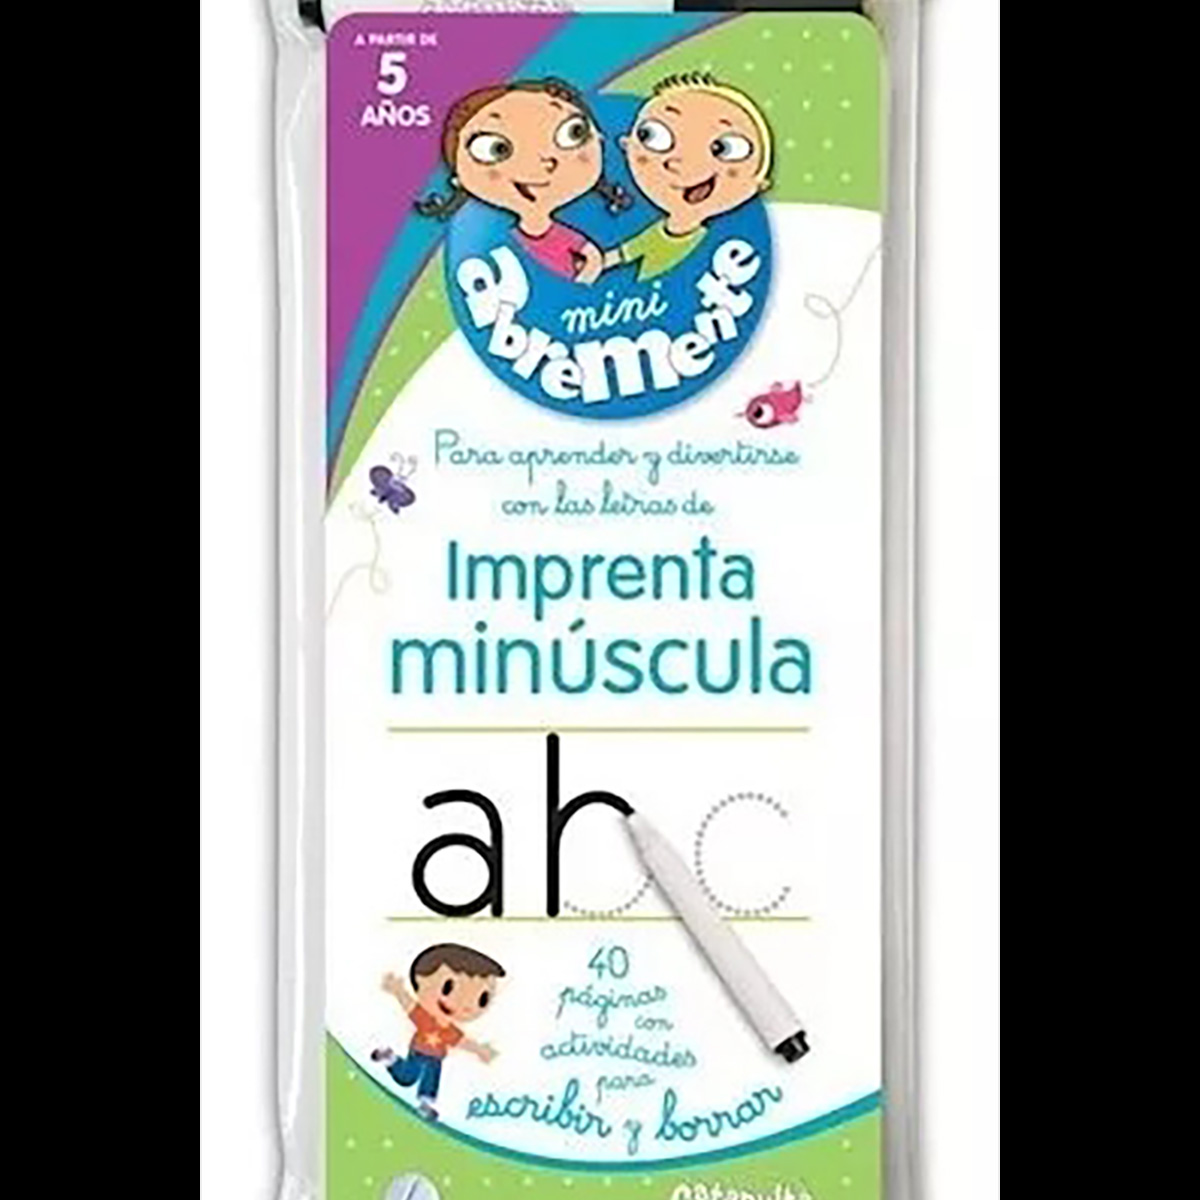 A PARTIR DE
5
AÑOS
mini
abremente
Para aprender y divertirse
con las letras de
Imprenta
minúscula
abc
40
páginas
con
actividades
para
escribir y borrar
catapulta